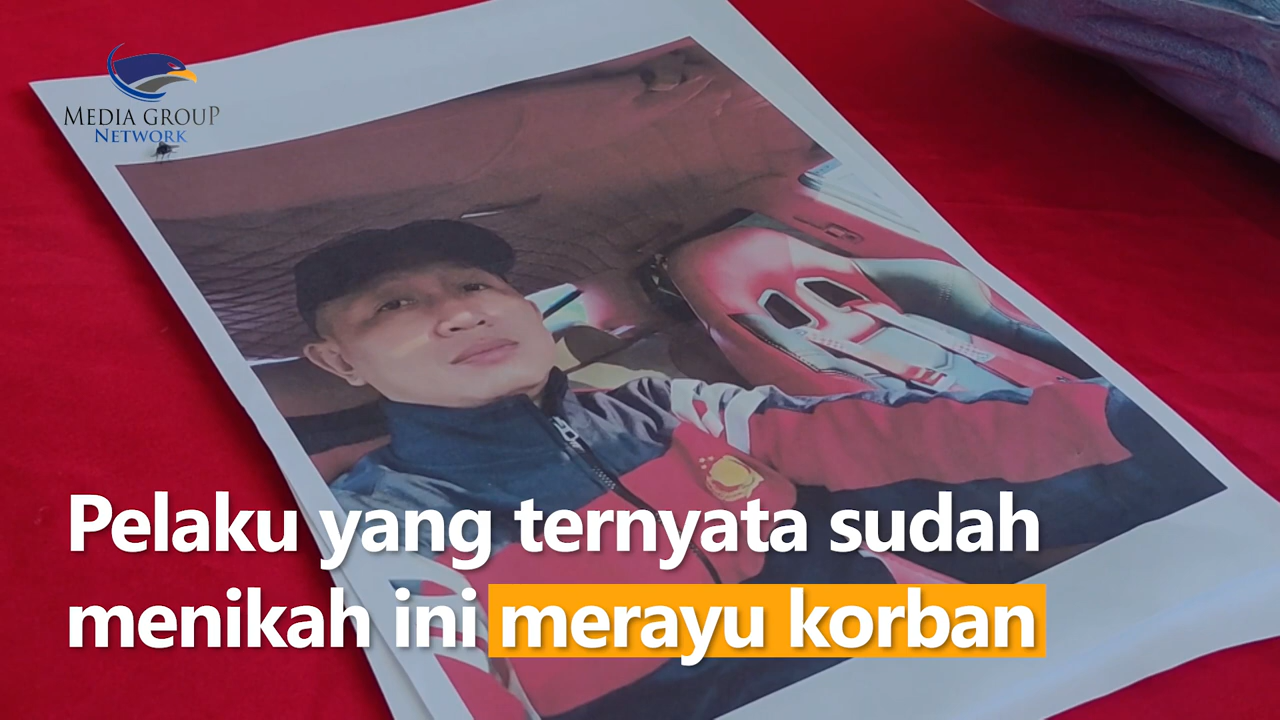 MEDIA GROUP
NETWORK
Pelaku yang ternyata sudah
menikah ini merayu korban